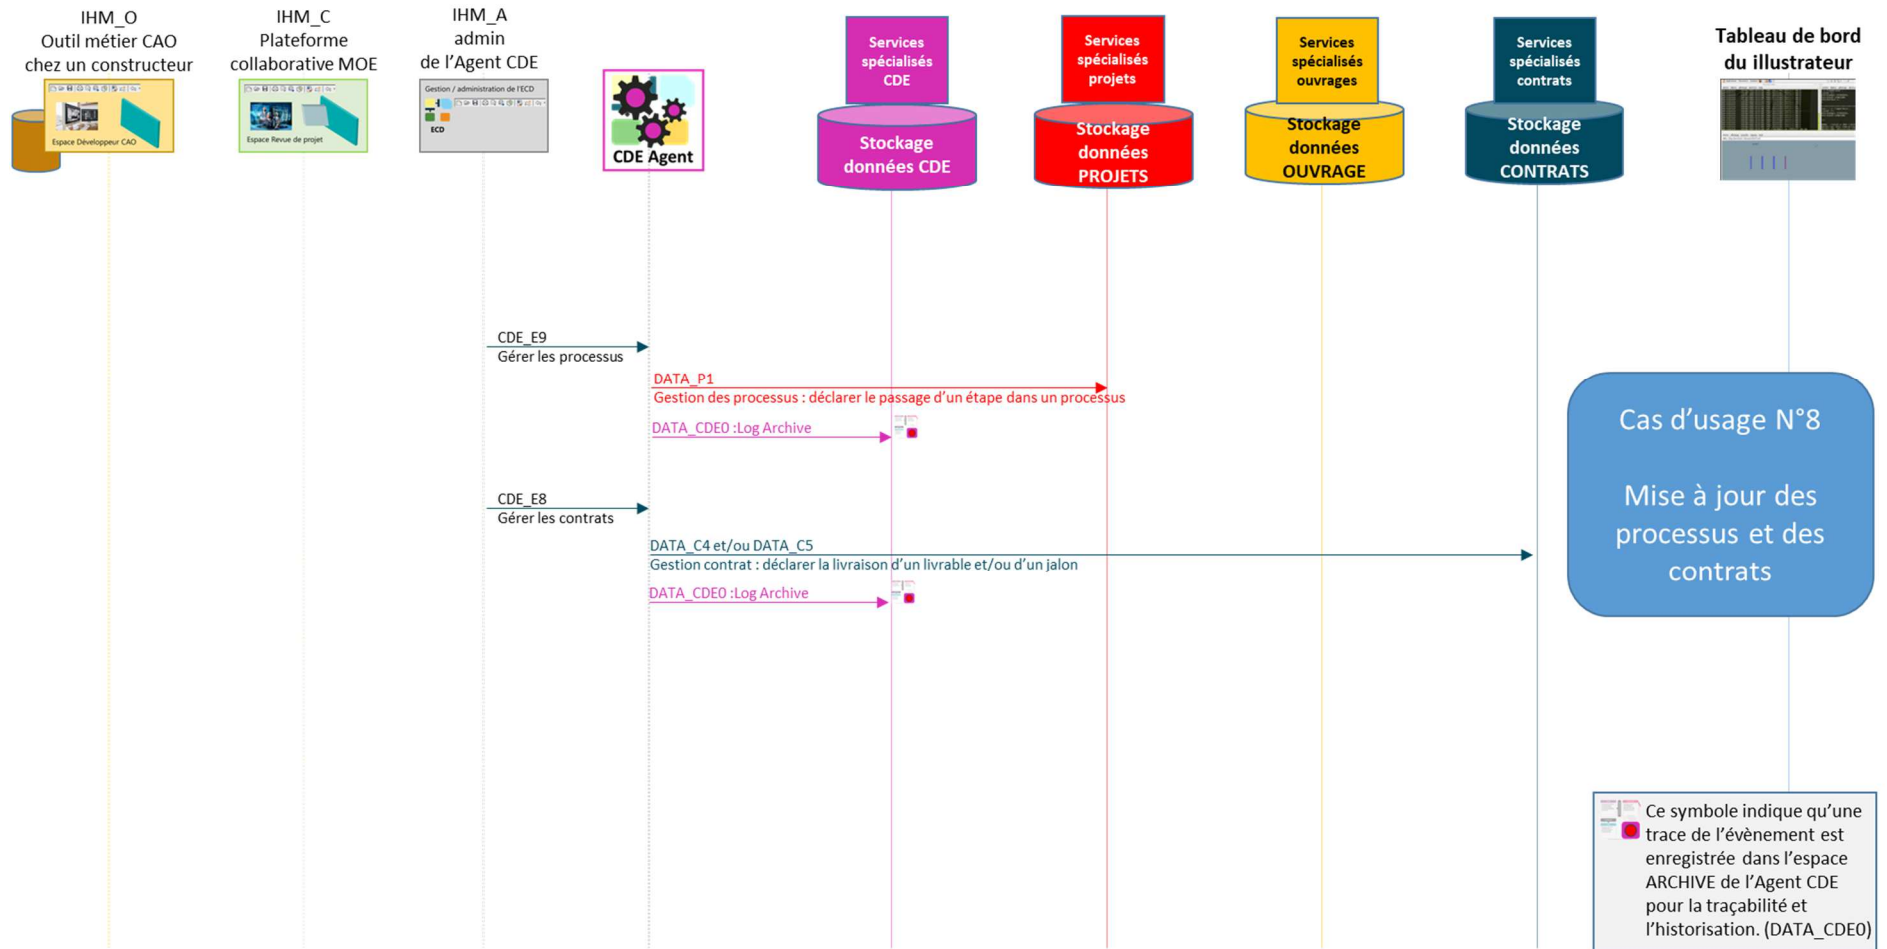 IHM_O
Outil métier CAO
chez un constructeur
Espace Développeur CAO
IHM_C
Plateforme
collaborative MOE
Espace Revue de projet
IHM_A
admin
de l’Agent CDE
Gestion / administration de l'ECD
ECD
CDE Agent
Services
spécialisés
CDE
Stockage
données CDE
Services
spécialisés
projets
Stockage
données
PROJETS
Services
spécialisés
ouvrages
Stockage
données
OUVRAGE
Services
spécialisés
contrats
Stockage
données
CONTRATS
Tableau de bord
du illustrateur
CDE_E9
Gérer les processus
DATA_P1
Gestion des processus : déclarer le passage d’un étape dans un processus
DATA_CDE0 :Log Archive
CDE_E8
Gérer les contrats
DATA_C4 et/ou DATA_C5
Gestion contrat : déclarer la livraison d’un livrable et/ou d’un jalon
DATA_CDE0 :Log Archive
Cas d’usage N°8
Mise à jour des
processus et des
contrats
Ce symbole indique qu’une
trace de l’évènement est
enregistrée dans l’espace
ARCHIVE de l’Agent CDE
pour la traçabilité et
l’historisation. (DATA_CDE0)